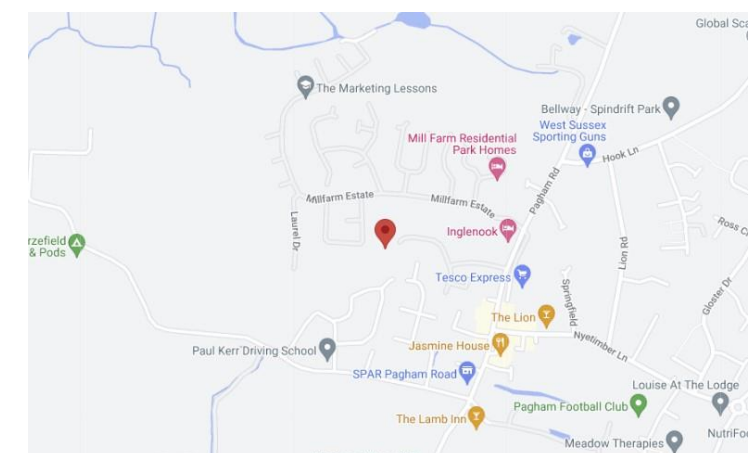 Global Sca
The Marketing Lessons
Bellway - Spindrift Park
West Sussex
Sporting Guns
Mill Farm Residential
Park Homes
Hook Ln
Pagham Rd
Millfarm Estate
Millfarm Estate
Laurel Dr
Inglenook
Ross C
rzefield
& Pods
Lion Rd
Tesco Express
Springfield
Gloster Dr
The Lion
Nyetimber Ln
Paul Kerr Driving School
Jasmine House
SPAR Pagham Road
Louise At The Lodge
Pagham Football Club
The Lamb Inn
NutriFoo
Meadow Therapies